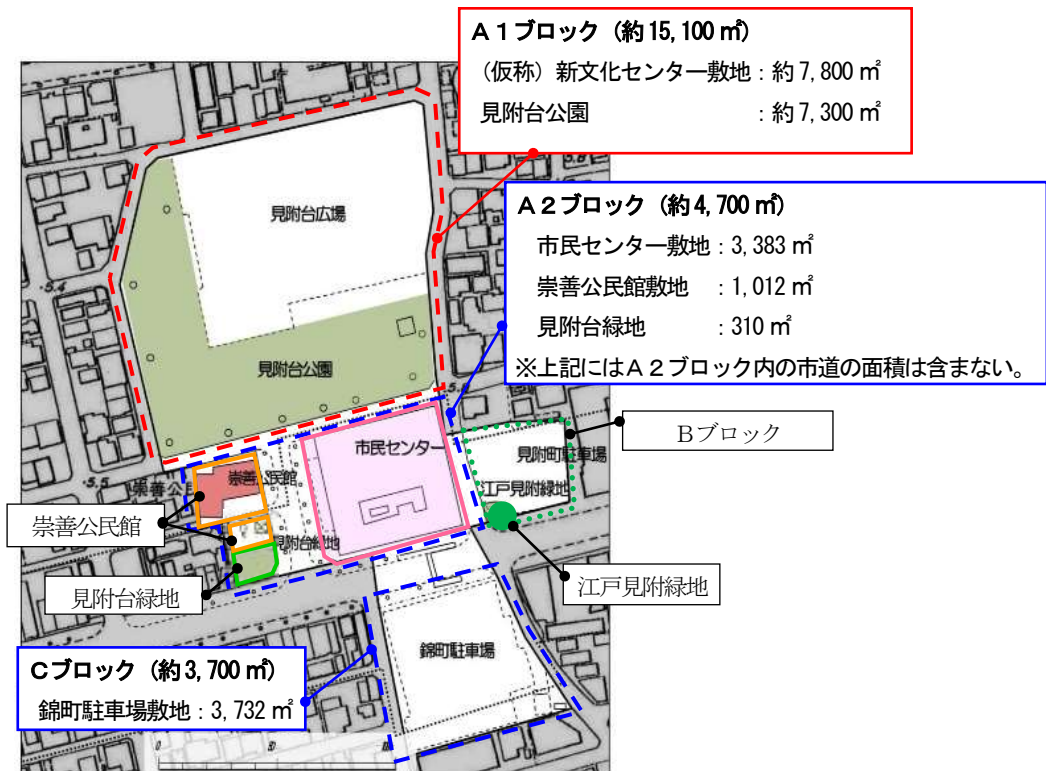 A1ブロック (約15,100㎡)
(仮称) 新文化センター敷地:約7,800㎡
見附台公園 :約7,300㎡
A2ブロック (約4,700㎡)
市民センター敷地:3,383㎡
崇善公民館敷地 :1,012㎡
見附台緑地 :310㎡
※上記にはA2ブロック内の市道の面積は含まない。
見附台広場
5.4
見附台公園
Bブロック
市民センター
見附町駐車場
江戸見附緑地
5.5
崇善公民館
崇善公民館
見附台緑地
見附台緑地
江戸見附緑地
錦町駐車場
Cブロック (約3,700㎡)
錦町駐車場敷地:3,732㎡
0